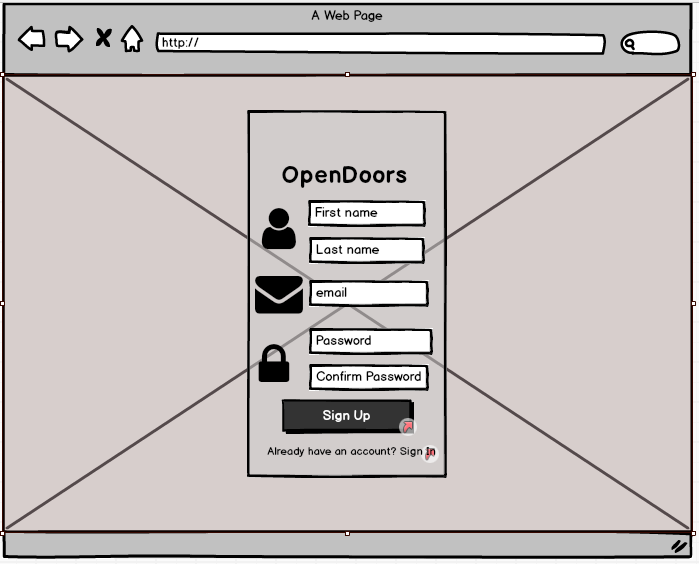 A Web Page
http://
OpenDoors
First name
Last name
email
Password
Confirm Password
Sign Up
Already have an account? Sign In